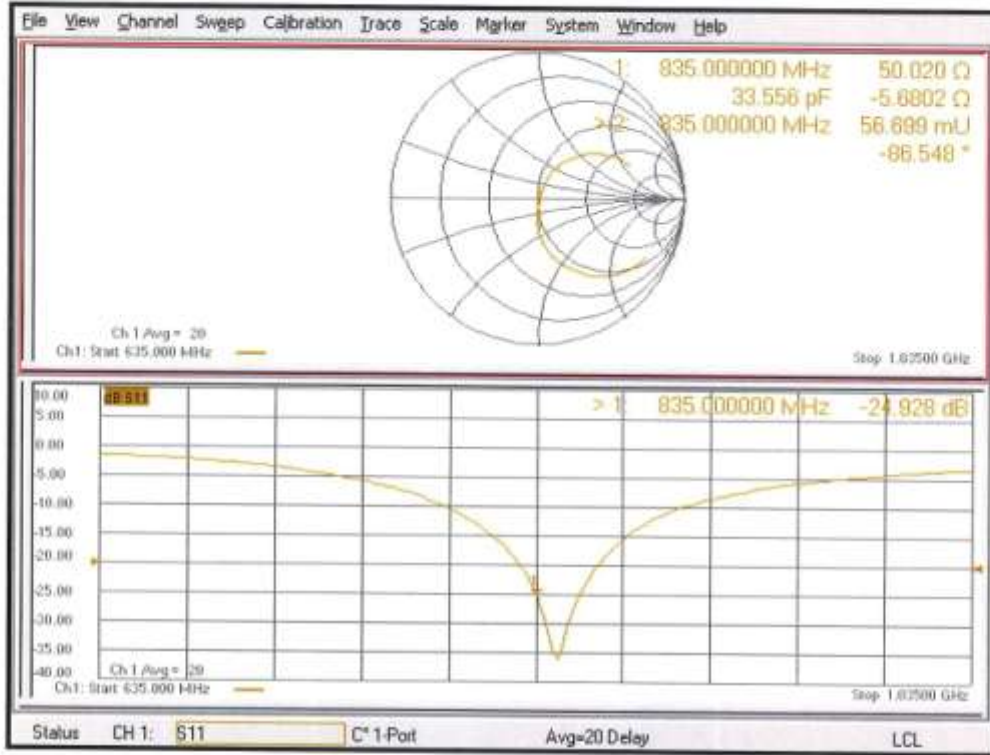 File View Channel Sweep Calibration Trace Scale Marker System Window Help
1: 835.000000 MHz 50.020 Ω
33.556 pF -5.6802 Ω
> 2: 835.000000 MHz 56.699 mU
-86.548 °
Ch 1 Avg = 20
Ch1: Start 635.000 MHz
Stop 1.03500 GHz
10.00 dB S11
> 1: 835.000000 MHz -24.928 dB
5.00
0.00
-5.00
-10.00
-15.00
-20.00
-25.00
1
-30.00
-35.00
-40.00
Ch 1 Avg = 20
Ch1: Start 635.000 MHz
Stop 1.03500 GHz
Status CH 1: S11 C* 1-Port Avg=20 Delay LCL